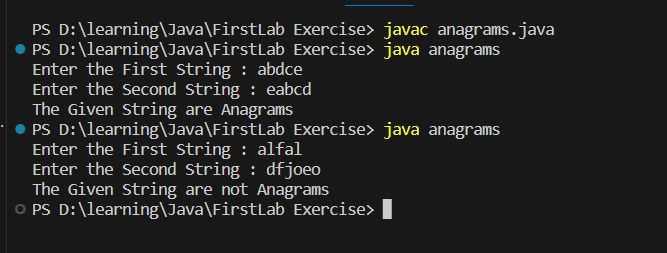 PS D:\learning\Java\FirstLab Exercise> javac anagrams.java
PS D:\learning\Java\FirstLab Exercise> java anagrams
Enter the First String : abdce
Enter the Second String : eabcd
The Given String are Anagrams
PS D:\learning\Java\FirstLab Exercise> java anagrams
Enter the First String : alfal
Enter the Second String : dfjoeo
The Given String are not Anagrams
PS D:\learning\Java\FirstLab Exercise>